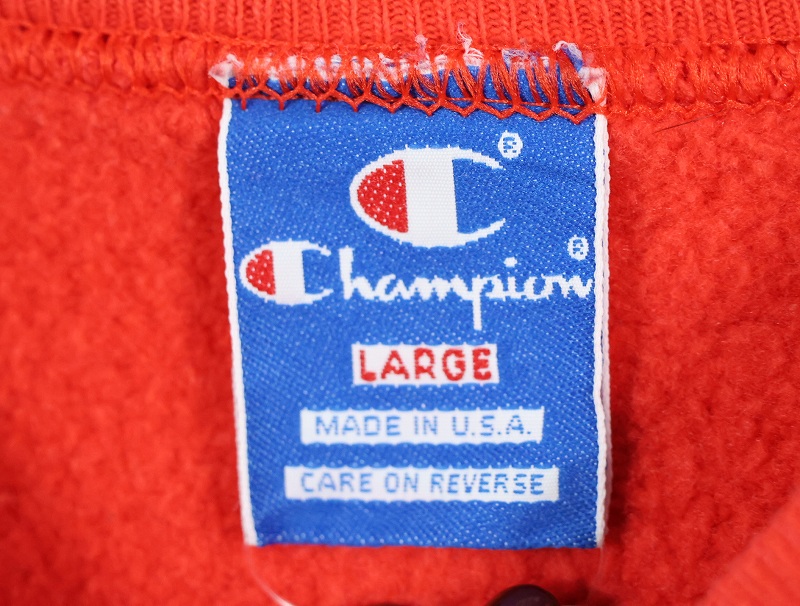 C®
Champion®
LARGE
MADE IN U.S.A.
CARE ON REVERSE